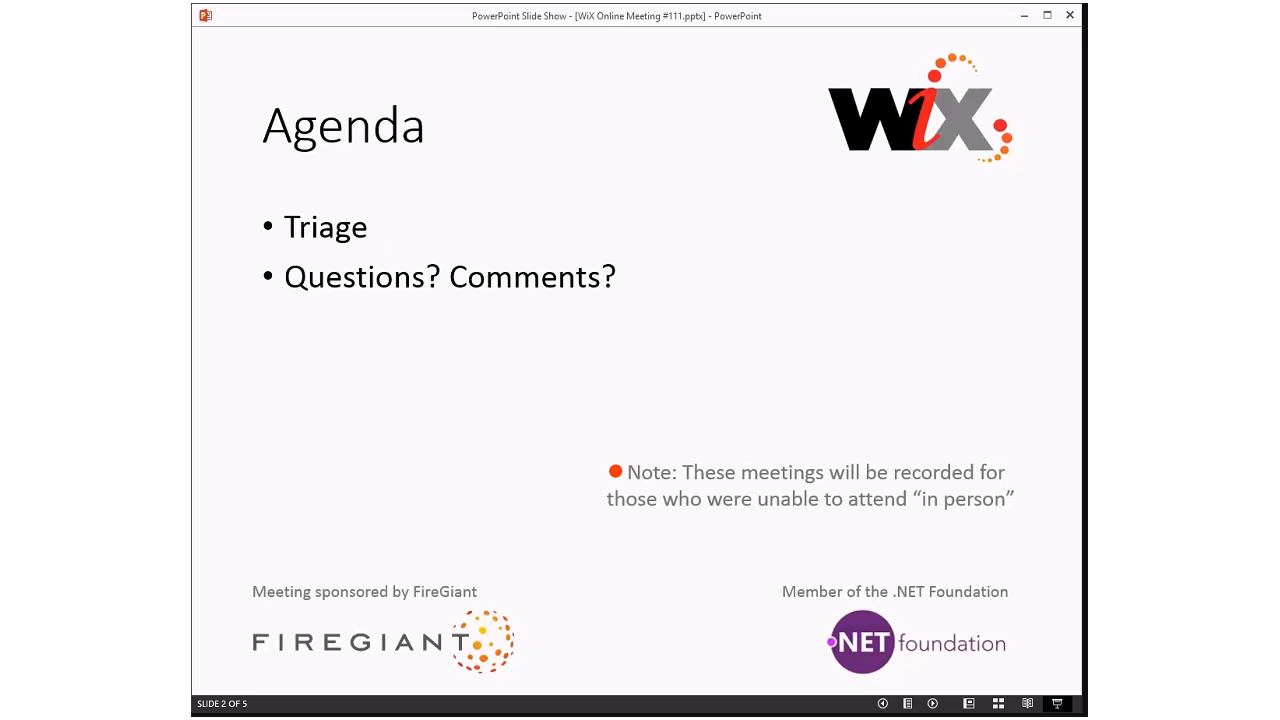 PowerPoint Slide Show - [WiX Online Meeting #111.pptx] - PowerPoint
WiX
Agenda
• Triage
• Questions? Comments?
Note: These meetings will be recorded for
those who were unable to attend “in person”
Meeting sponsored by FireGiant
FIREGIANT
Member of the .NET Foundation
.NET foundation
SLIDE 2 OF 5